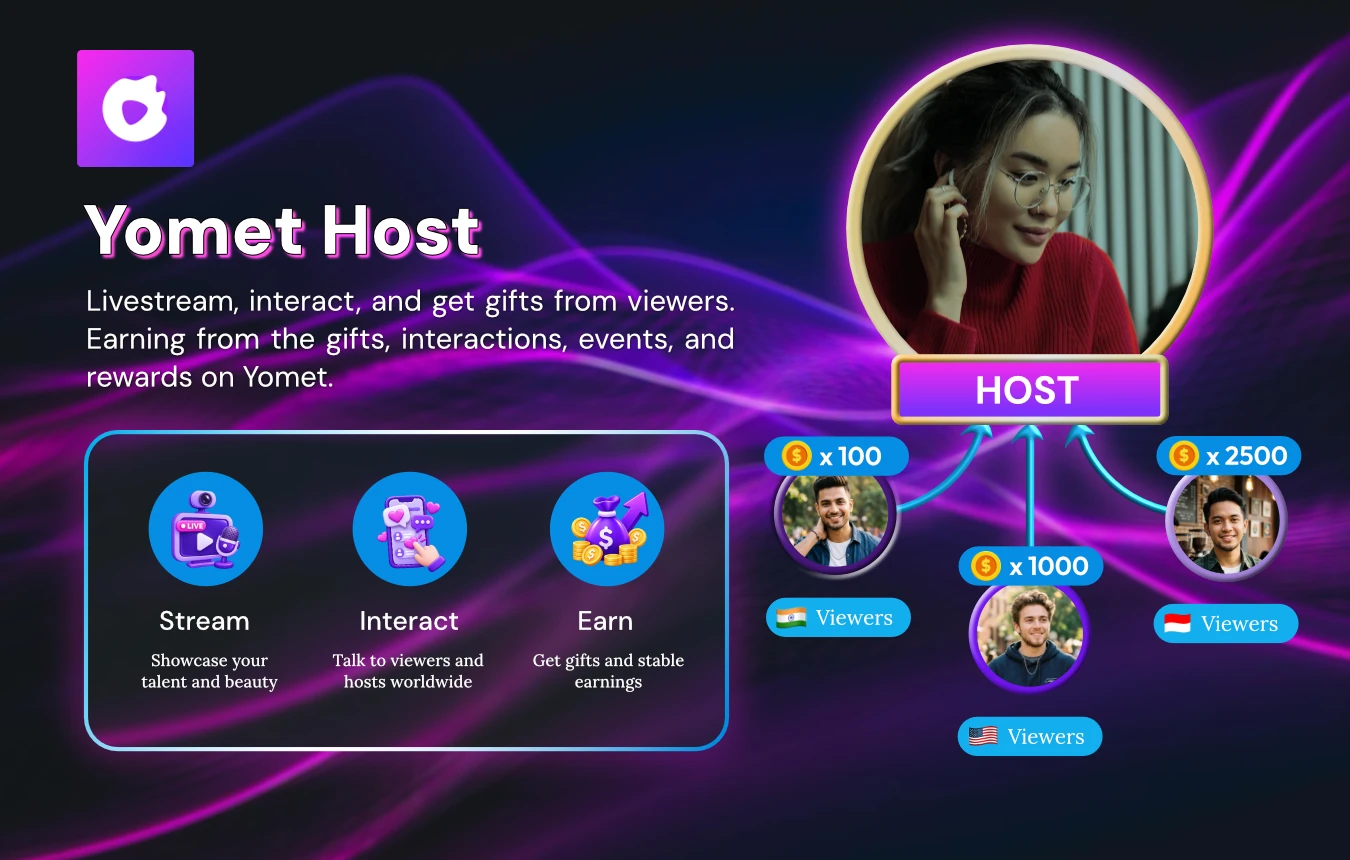 Yomet Host
Livestream, interact, and get gifts from viewers.
Earning from the gifts, interactions, events, and
rewards on Yomet.
LIVE
Stream
Showcase your
talent and beauty
Interact
Talk to viewers and
hosts worldwide
$
Earn
Get gifts and stable
earnings
HOST
$ x 100
Viewers
$ x 1000
Viewers
$ x 2500
Viewers